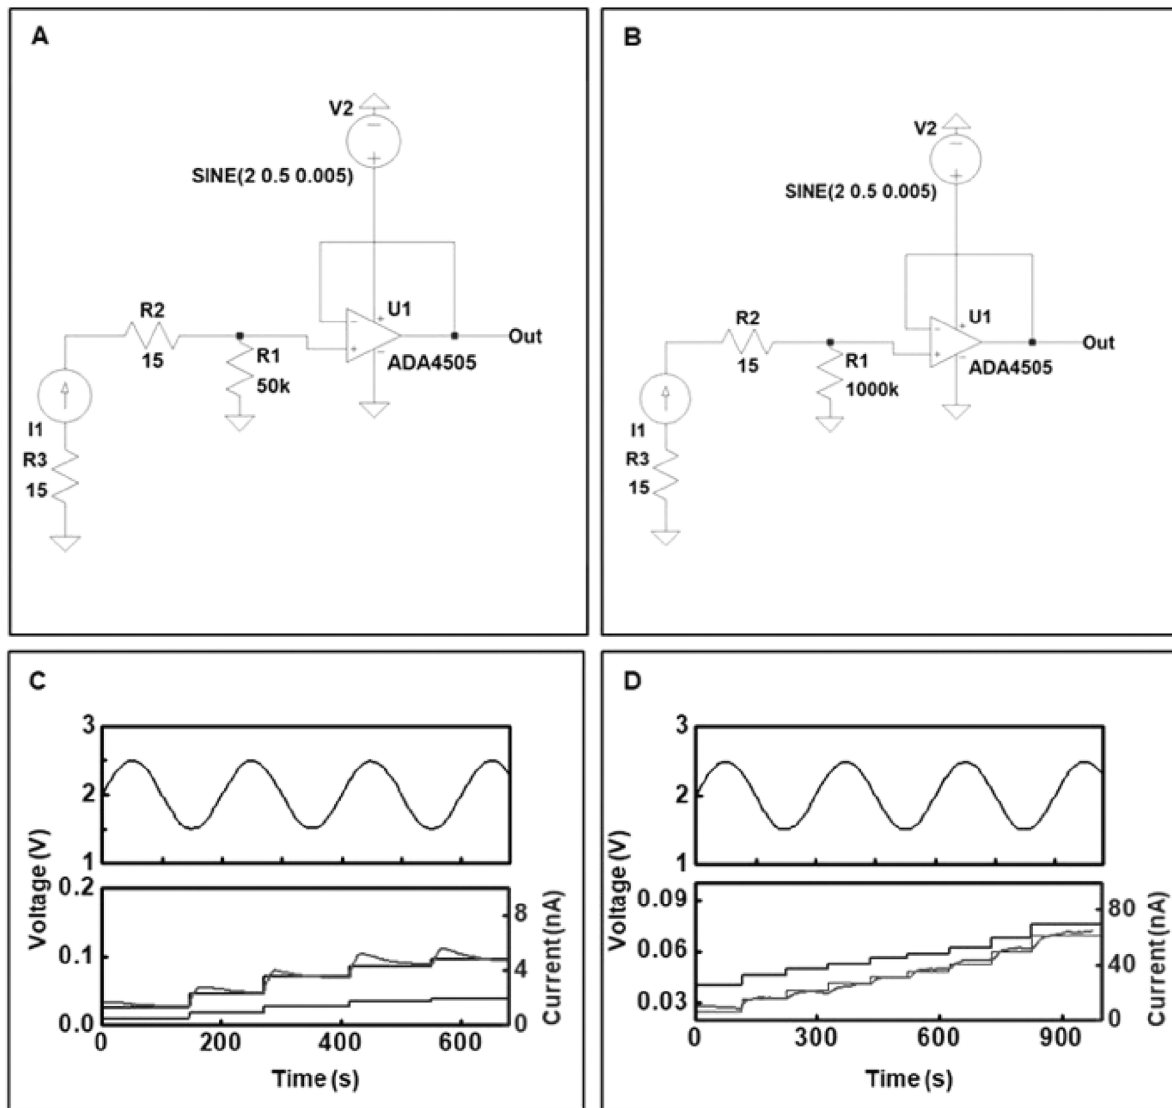 A
V2
SINE(2 0.5 0.005)
R2
15
R1
50k
U1
ADA4505
Out
I1
R3
15
B
V2
SINE(2 0.5 0.005)
R2
15
R1
1000k
U1
ADA4505
Out
I1
R3
15
C
3
2
1
0.2
0.1
0.0
8
4
0
0 200 400 600
Voltage (V)
Current (nA)
Time (s)
D
3
2
1
0.09
0.06
0.03
80
40
0
0 300 600 900
Voltage (V)
Current (nA)
Time (s)